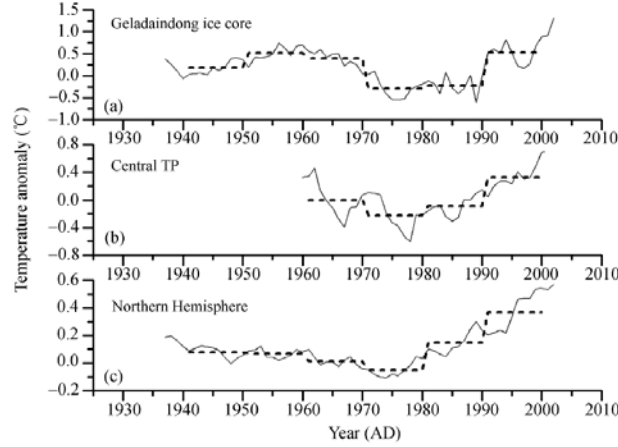 Temperature anomaly (℃)
Geladaindong ice core
1.5
1.0
0.5
0.0
−0.5
−1.0
(a)
1930 1940 1950 1960 1970 1980 1990 2000 2010
Central TP
0.8
0.4
0.0
−0.4
−0.8
(b)
1930 1940 1950 1960 1970 1980 1990 2000 2010
Northern Hemisphere
0.6
0.4
0.2
0.0
−0.2
(c)
1930 1940 1950 1960 1970 1980 1990 2000 2010
Year (AD)